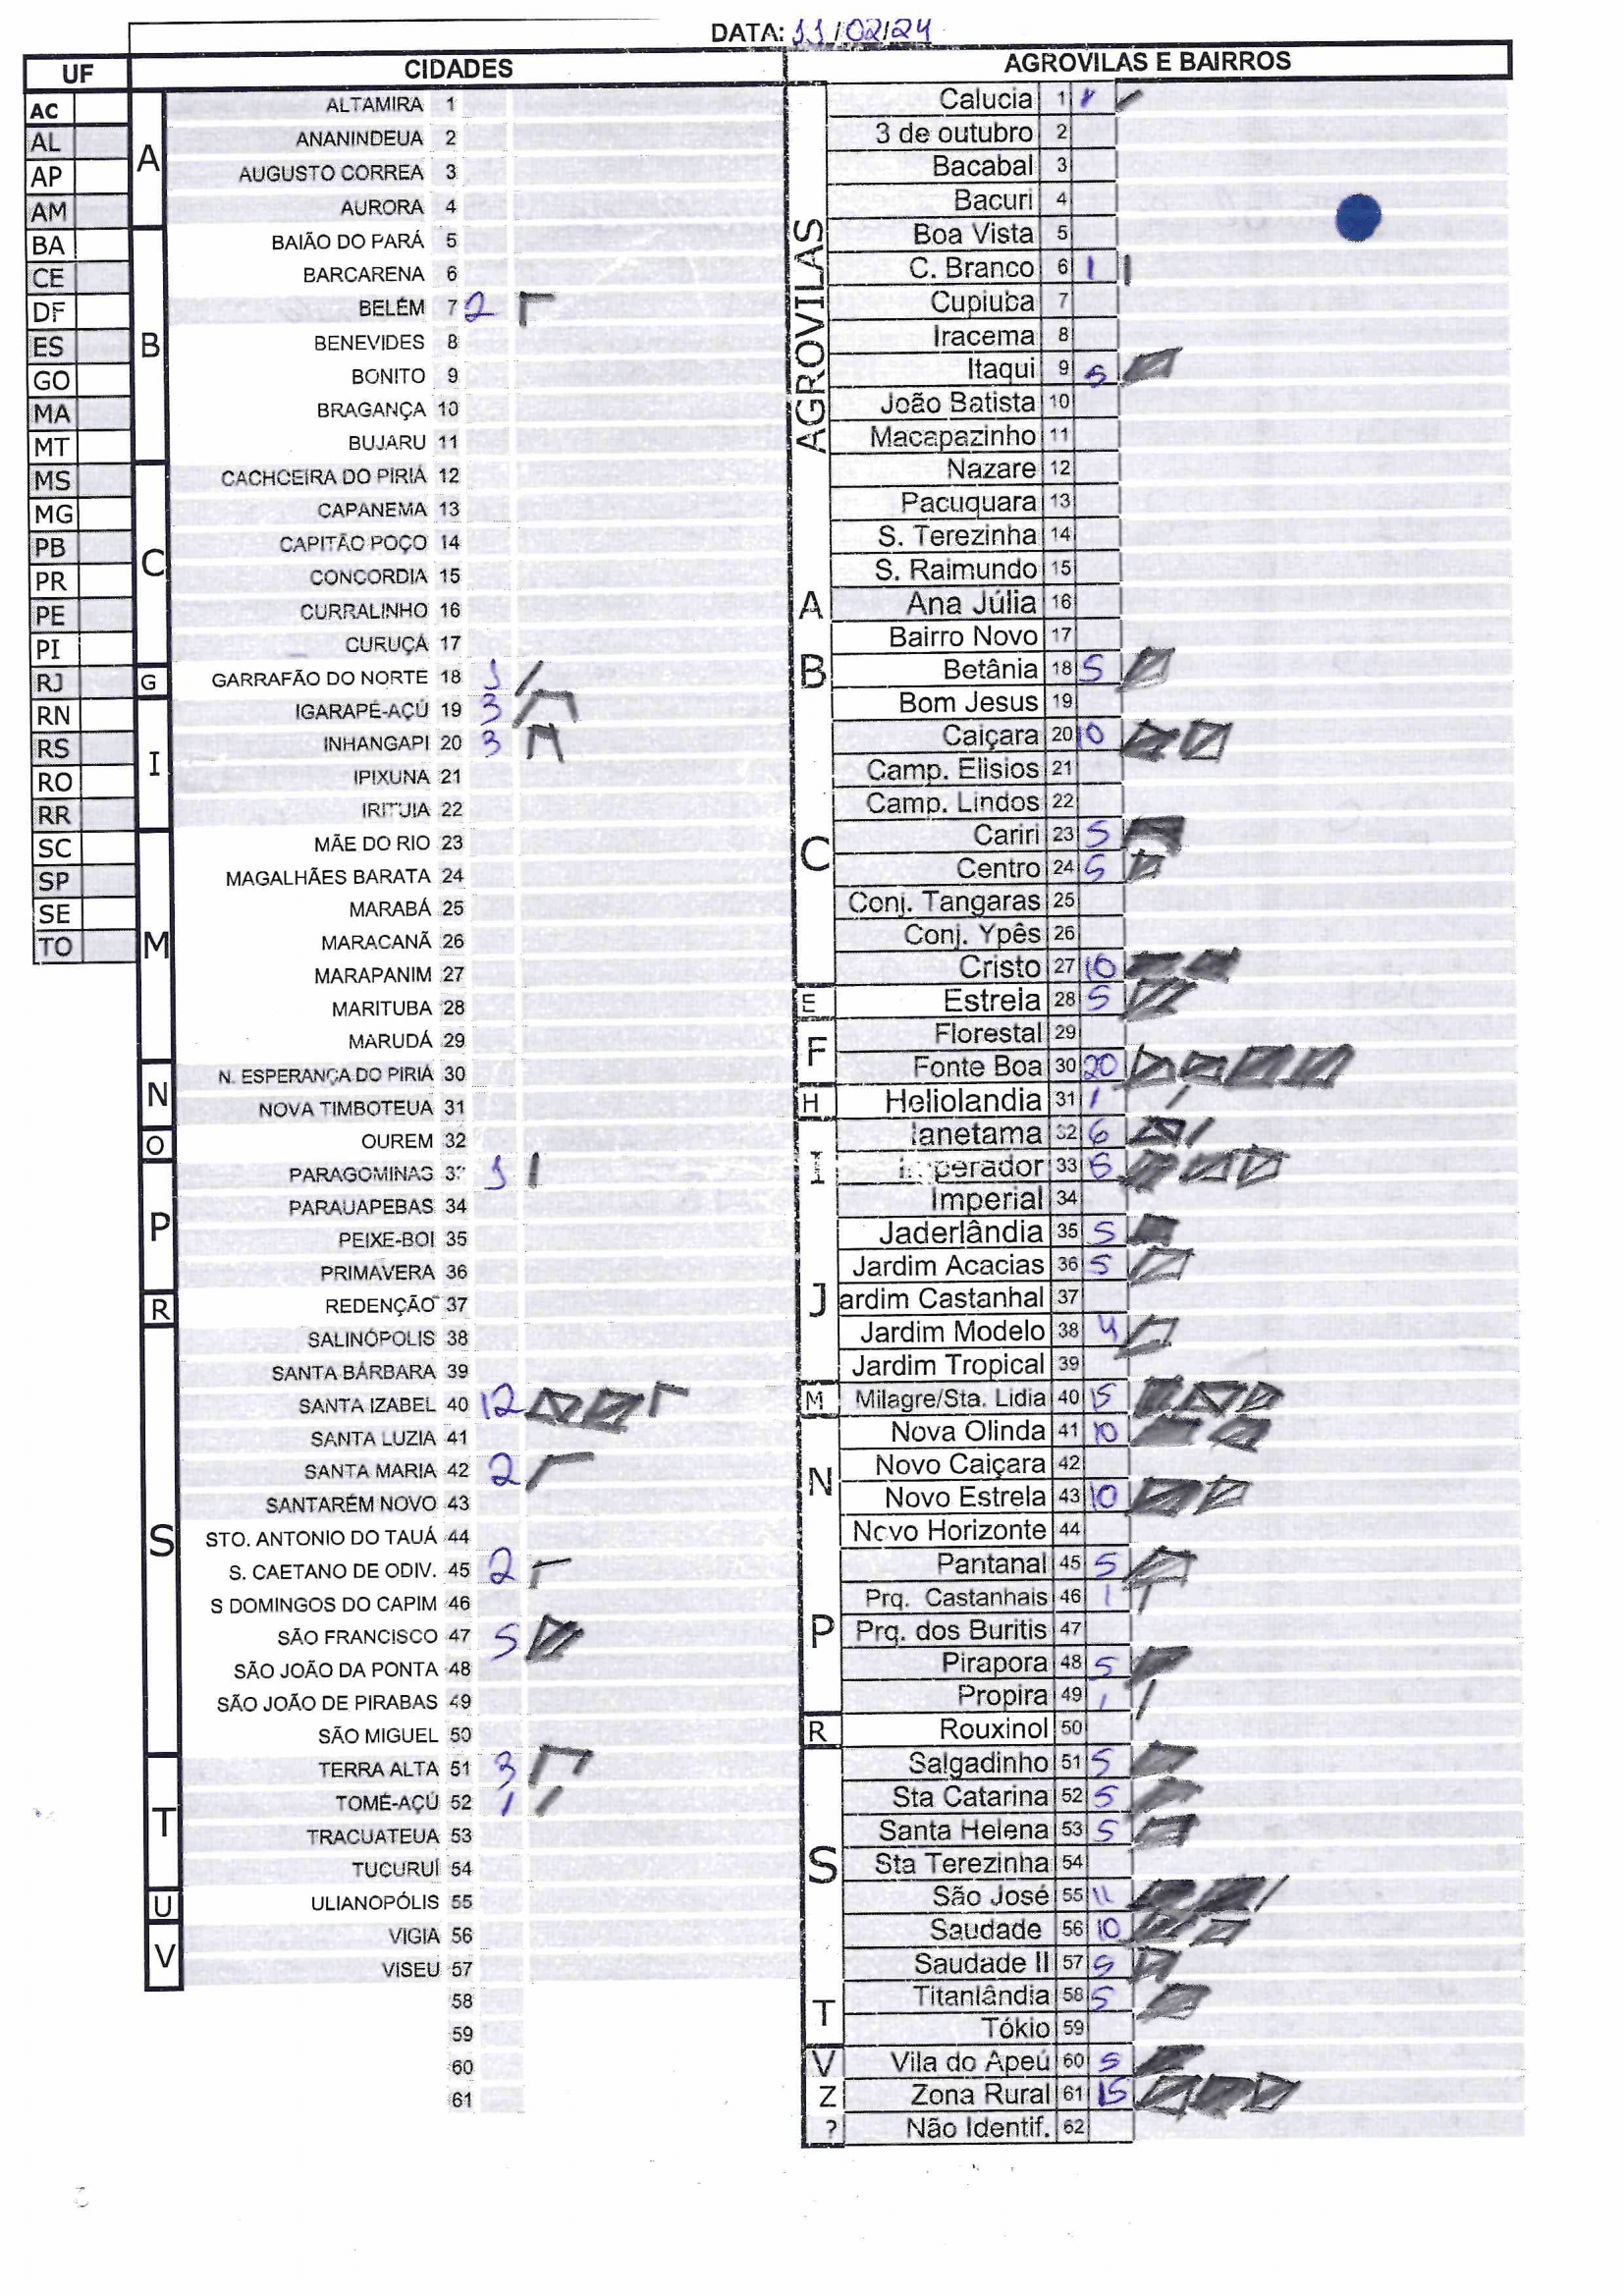 DATA: 11/02/24
UF
CIDADES
AGROVILAS E BAIRROS
AC
AL
AP
AM
BA
CE
DF
ES
GO
MA
MT
MS
MG
PB
PR
PE
PI
RJ
RN
RS
RO
RR
SC
SP
SE
TO
A
ALTAMIRA 1
ANANINDEUA 2
AUGUSTO CORREA 3
AURORA 4
B
BAIÃO DO PARÁ 5
BARCARENA 6
BELÉM 7 2
BENEVIDES 8
BONITO 9
BRAGANÇA 10
BUJARU 11
C
CACHOEIRA DO PIRIÁ 12
CAPANEMA 13
CAPITÃO POÇO 14
CONCORDIA 15
CURRALINHO 16
CURUÇÁ 17
G
GARRAFÃO DO NORTE 18 1
I
IGARAPÉ-AÇÚ 19 3
INHANGAPI 20 3
IPIXUNA 21
IRITUIA 22
M
MÃE DO RIO 23
MAGALHÃES BARATA 24
MARABÁ 25
MARACANÃ 26
MARAPANIM 27
MARITUBA 28
MARUDÁ 29
N
N. ESPERANÇA DO PIRIÁ 30
NOVA TIMBOTEUA 31
O
OUREM 32
P
PARAGOMINAS 33 1
PARAUAPEBAS 34
PEIXE-BOI 35
PRIMAVERA 36
R
REDENÇÃO 37
S
SALINÓPOLIS 38
SANTA BÁRBARA 39
SANTA IZABEL 40 12
SANTA LUZIA 41
SANTA MARIA 42 2
SANTARÉM NOVO 43
STO. ANTONIO DO TAUÁ 44
S. CAETANO DE ODIV. 45 2
S DOMINGOS DO CAPIM 46
SÃO FRANCISCO 47 5
SÃO JOÃO DA PONTA 48
SÃO JOÃO DE PIRABAS 49
SÃO MIGUEL 50
T
TERRA ALTA 51 3
TOMÉ-AÇÚ 52 1
TRACUATEUA 53
TUCURUÍ 54
U
ULIANOPÓLIS 55
V
VIGIA 56
VISEU 57
58
59
60
61
AGROVILAS
Calucia 1 1
3 de outubro 2
Bacabal 3
Bacuri 4
Boa Vista 5
C. Branco 6 1
Cupiuba 7
Iracema 8
Itaqui 9 5
João Batista 10
Macapazinho 11
Nazare 12
Pacuquara 13
S. Terezinha 14
S. Raimundo 15
A
Ana Júlia 16
Bairro Novo 17
B
Betânia 18 5
Bom Jesus 19
Caiçara 20 10
Camp. Elisios 21
Camp. Lindos 22
C
Cariri 23 5
Centro 24 5
Conj. Tangaras 25
Conj. Ypês 26
Cristo 27 10
E
Estrela 28 5
F
Florestal 29
Fonte Boa 30 20
H
Heliolandia 31 1
I
Ianetama 32 6
Imperador 33 6
Imperial 34
J
Jaderlândia 35 5
Jardim Acacias 36 5
ardim Castanhal 37
Jardim Modelo 38 4
Jardim Tropical 39
M
Milagre/Sta. Lidia 40 15
N
Nova Olinda 41 10
Novo Caiçara 42
Novo Estrela 43 10
Novo Horizonte 44
P
Pantanal 45 5
Prq. Castanhais 46 1
Prq. dos Buritis 47
Pirapora 48 5
Propira 49 1
R
Rouxinol 50
S
Salgadinho 51 5
Sta Catarina 52 5
Santa Helena 53 5
Sta Terezinha 54
São José 55 11
Saudade 56 10
Saudade II 57 5
T
Titanlândia 58 5
Tókio 59
V
Vila do Apeú 60 5
Z
Zona Rural 61 15
?
Não Identif. 62